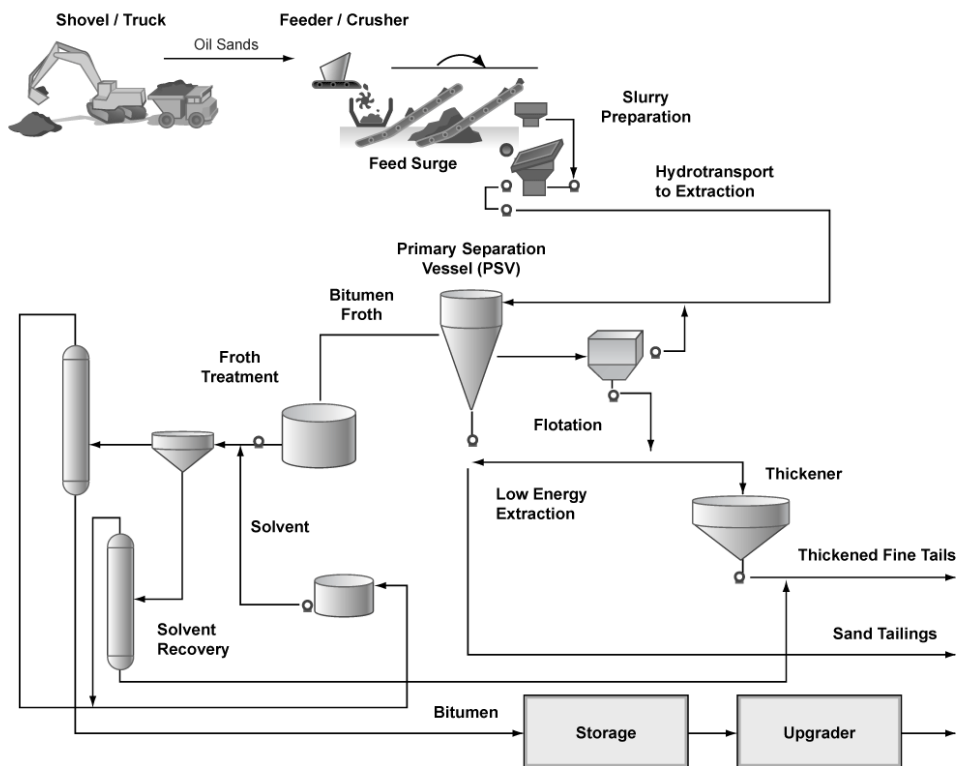 Shovel / Truck
Feeder / Crusher
Oil Sands
Slurry
Preparation
Feed Surge
Hydrotransport
to Extraction
Primary Separation
Vessel (PSV)
Bitumen
Froth
Froth
Treatment
Flotation
Thickener
Low Energy
Extraction
Solvent
Thickened Fine Tails
Solvent
Recovery
Sand Tailings
Bitumen
Storage
Upgrader